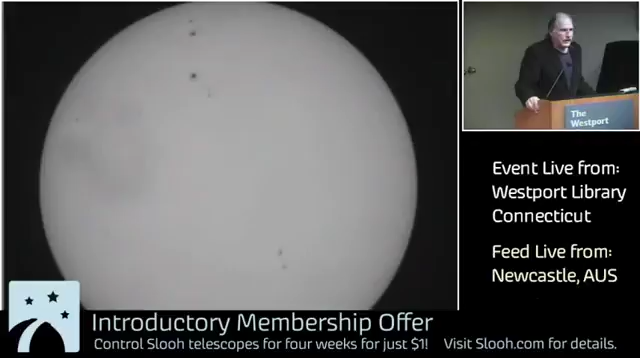 The
Westport
Event Live from:
Westport Library
Connecticut
Feed Live from:
Newcastle, AUS
Introductory Membership Offer
Control Slooh telescopes for four weeks for just $1! Visit Slooh.com for details.